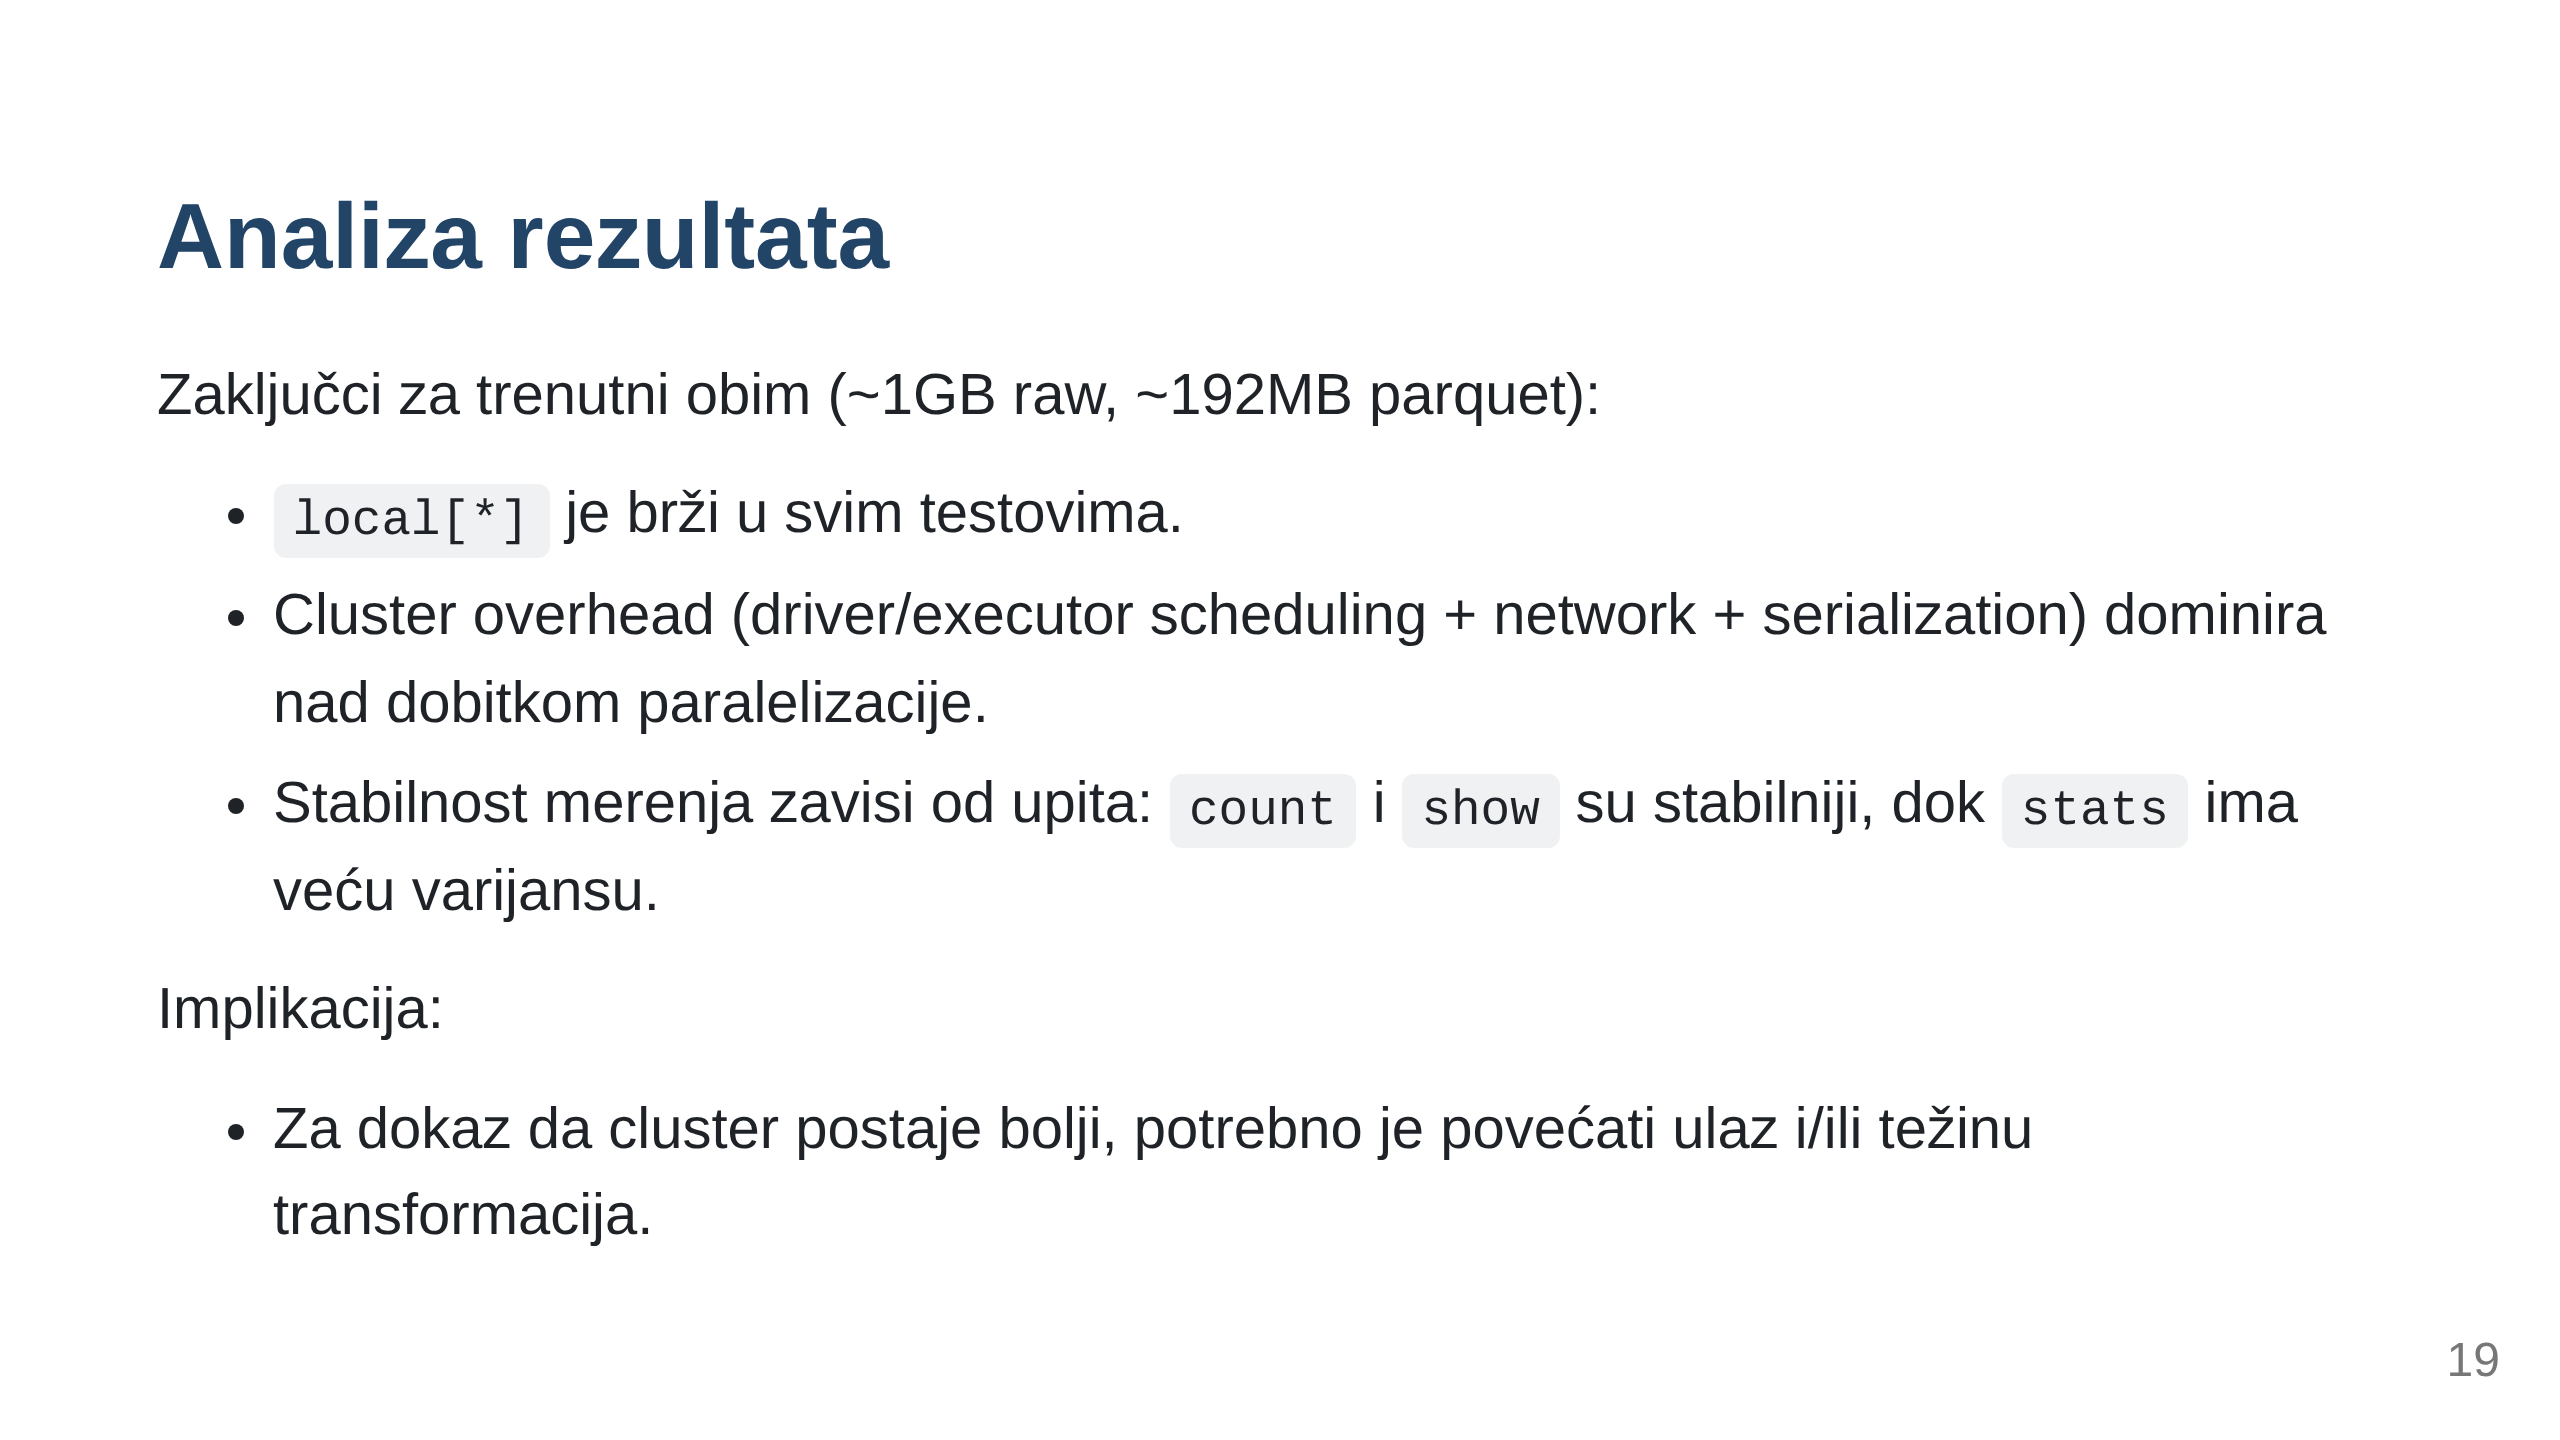 Analiza rezultata
Zaključci za trenutni obim (~1GB raw, ~192MB parquet):
• local[*] je brži u svim testovima.
• Cluster overhead (driver/executor scheduling + network + serialization) dominira
nad dobitkom paralelizacije.
• Stabilnost merenja zavisi od upita: count i show su stabilniji, dok stats ima
veću varijansu.
Implikacija:
• Za dokaz da cluster postaje bolji, potrebno je povećati ulaz i/ili težinu
transformacija.
19